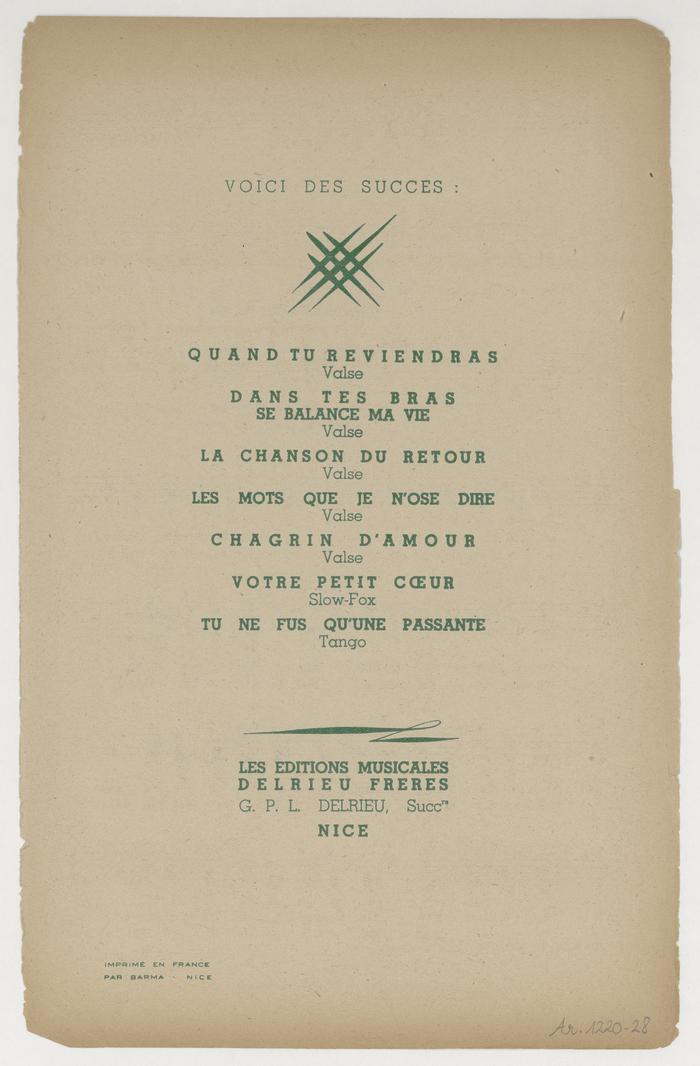 VOICI DES SUCCES :
QUAND TU REVIENDRAS
Valse
DANS TES BRAS
SE BALANCE MA VIE
Valse
LA CHANSON DU RETOUR
Valse
LES MOTS QUE JE N'OSE DIRE
Valse
CHAGRIN D'AMOUR
Valse
VOTRE PETIT CŒUR
Slow-Fox
TU NE FUS QU'UNE PASSANTE
Tango
LES EDITIONS MUSICALES
DELRIEU FRERES
G. P. L. DELRIEU, Succrs
NICE
IMPRIMÉ EN FRANCE
PAR BARMA - NICE
Ar. 1220-28